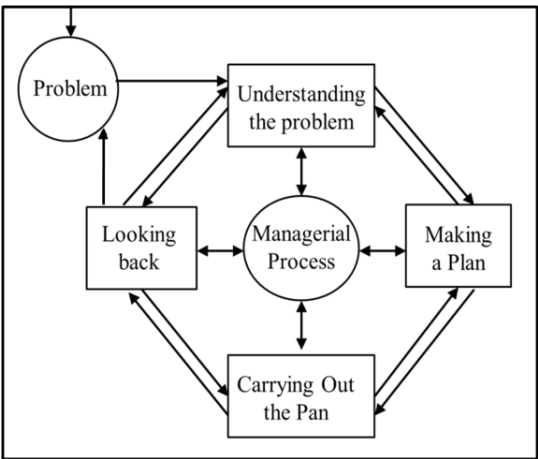 Problem
Understanding
the problem
Looking
back
Managerial
Process
Making
a Plan
Carrying Out
the Pan